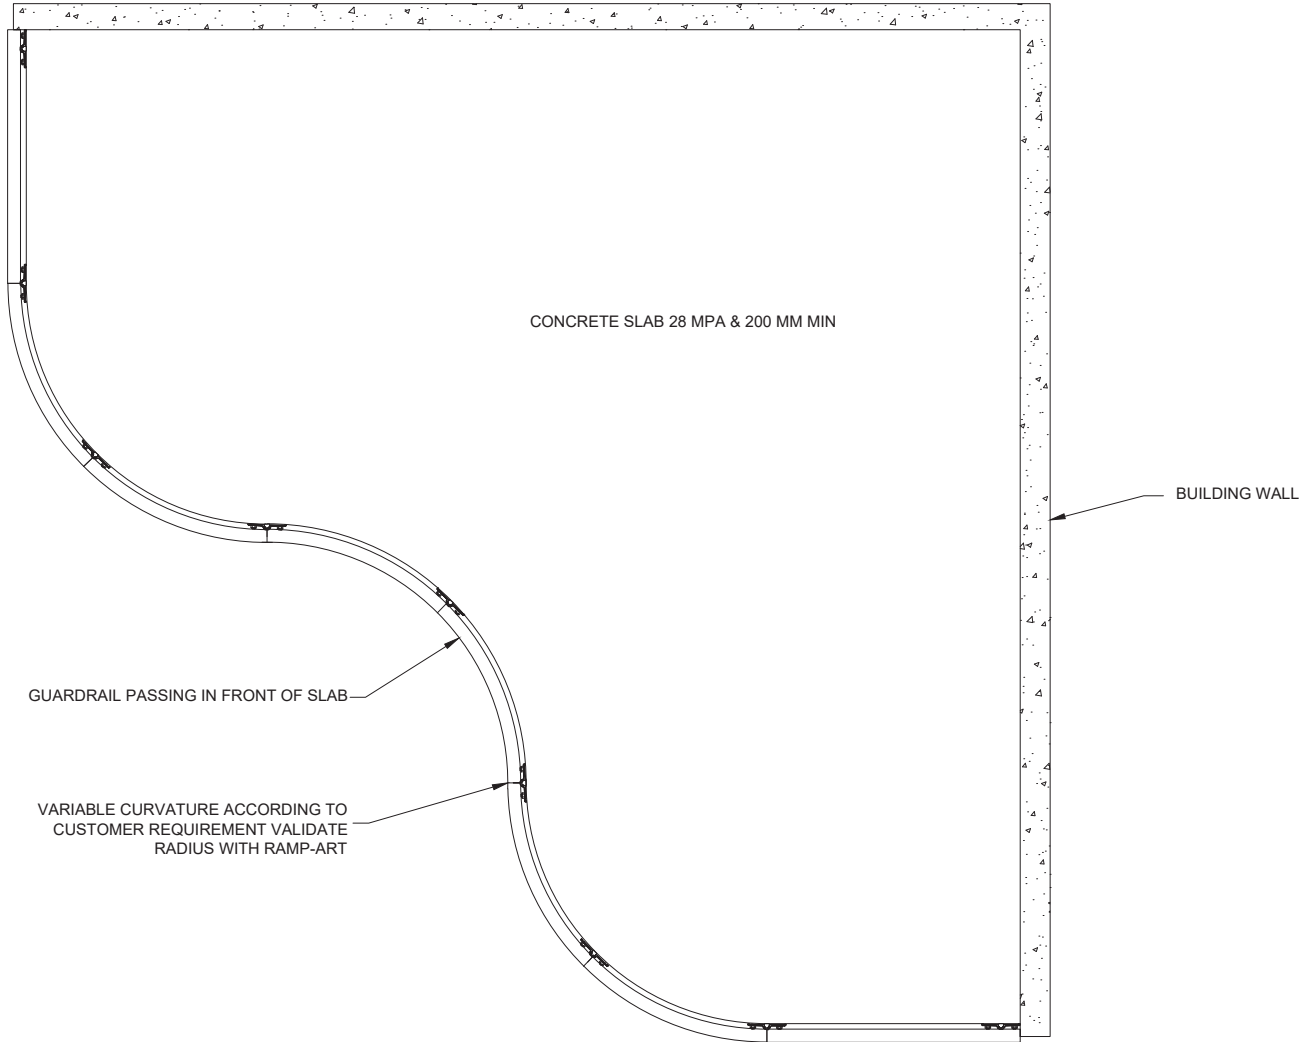 CONCRETE SLAB 28 MPA & 200 MM MIN
BUILDING WALL
GUARDRAIL PASSING IN FRONT OF SLAB
VARIABLE CURVATURE ACCORDING TO
CUSTOMER REQUIREMENT VALIDATE
RADIUS WITH RAMP-ART